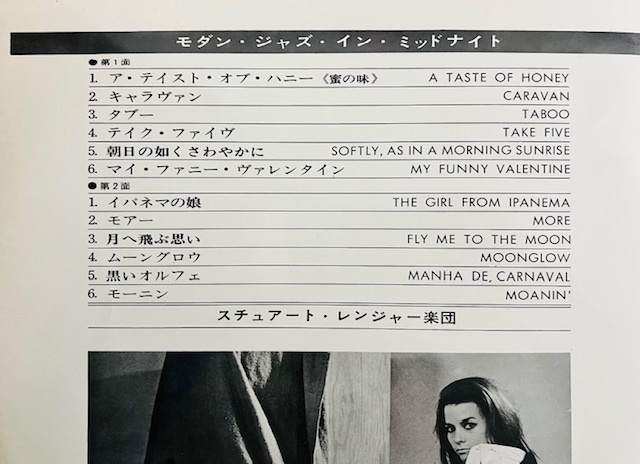 モダン・ジャズ・イン・ミッドナイト
●第1面
1. ア・テイスト・オブ・ハニー《蜜の味》 A TASTE OF HONEY
2. キャラヴァン CARAVAN
3. タブー TABOO
4. テイク・ファイヴ TAKE FIVE
5. 朝日の如くさわやかに SOFTLY, AS IN A MORNING SUNRISE
6. マイ・ファニー・ヴァレンタイン MY FUNNY VALENTINE
●第2面
1. イパネマの娘 THE GIRL FROM IPANEMA
2. モアー MORE
3. 月へ飛ぶ思い FLY ME TO THE MOON
4. ムーングロウ MOONGLOW
5. 黒いオルフェ MANHA DE, CARNAVAL
6. モーニン MOANIN'
スチュアート・レンジャー楽団